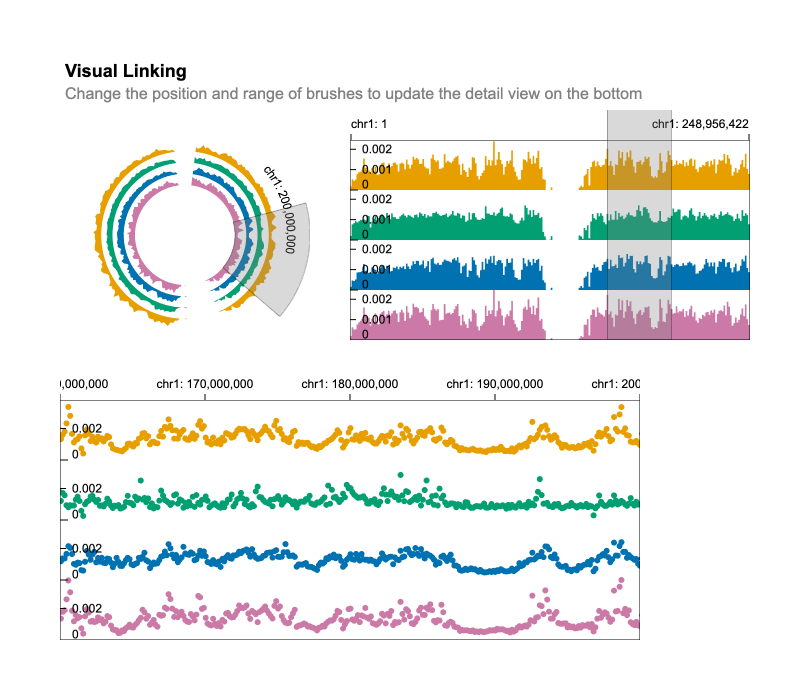 Visual Linking
Change the position and range of brushes to update the detail view on the bottom
chr1: 200,000,000
chr1: 1
chr1: 248,956,422
0.002
0.001
0
0.002
0.001
0
0.002
0.001
0
0.002
0.001
0
0,000,000
chr1: 170,000,000
chr1: 180,000,000
chr1: 190,000,000
chr1: 200
0.002
0
0.002
0
0.002
0
0.002
0